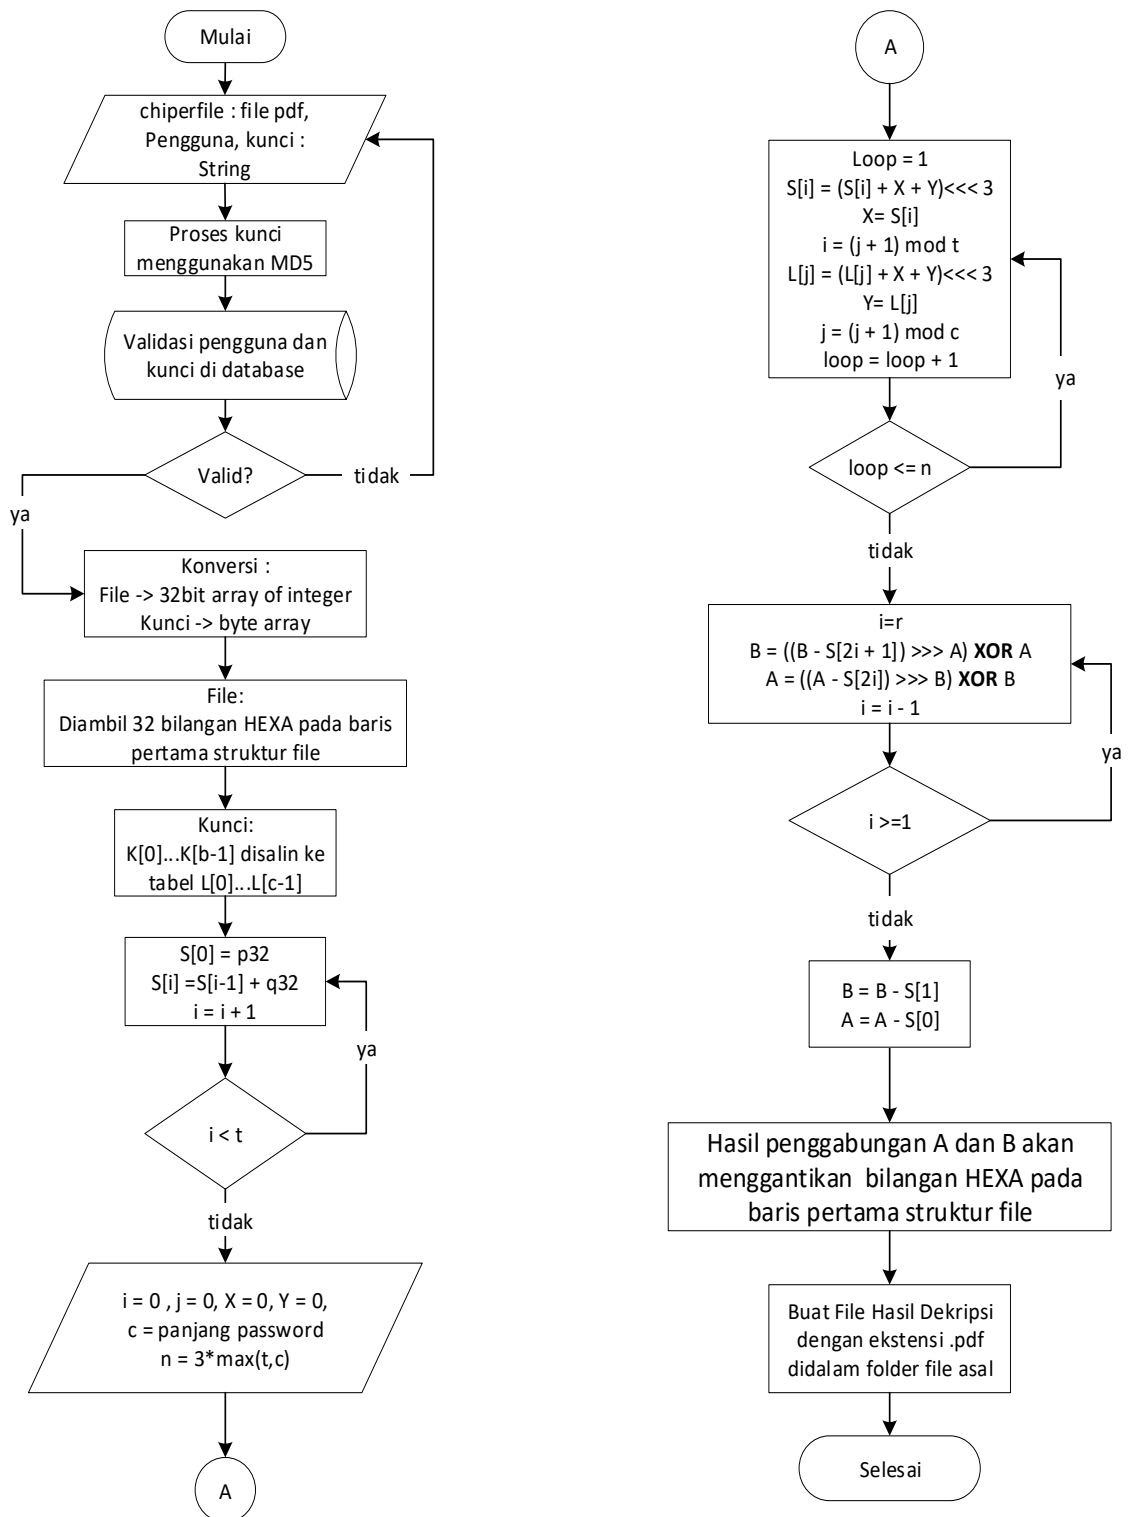 Mulai
chiperfile : file pdf,
Pengguna, kunci :
String
Proses kunci
menggunakan MD5
Validasi pengguna dan
kunci di database
Valid?
tidak
ya
Konversi :
File -> 32bit array of integer
Kunci -> byte array
File:
Diambil 32 bilangan HEXA pada baris
pertama struktur file
Kunci:
K[0]...K[b-1] disalin ke
tabel L[0]...L[c-1]
S[0] = p32
S[i] =S[i-1] + q32
i = i + 1
ya
i < t
tidak
i = 0 , j = 0, X = 0, Y = 0,
c = panjang password
n = 3*max(t,c)
A
A
Loop = 1
S[i] = (S[i] + X + Y)<<< 3
X= S[i]
i = (j + 1) mod t
L[j] = (L[j] + X + Y)<<< 3
Y= L[j]
j = (j + 1) mod c
loop = loop + 1
ya
loop <= n
tidak
i=r
B = ((B - S[2i + 1]) >>> A) XOR A
A = ((A - S[2i]) >>> B) XOR B
i = i - 1
ya
i >=1
tidak
B = B - S[1]
A = A - S[0]
Hasil penggabungan A dan B akan
menggantikan bilangan HEXA pada
baris pertama struktur file
Buat File Hasil Dekripsi
dengan ekstensi .pdf
didalam folder file asal
Selesai